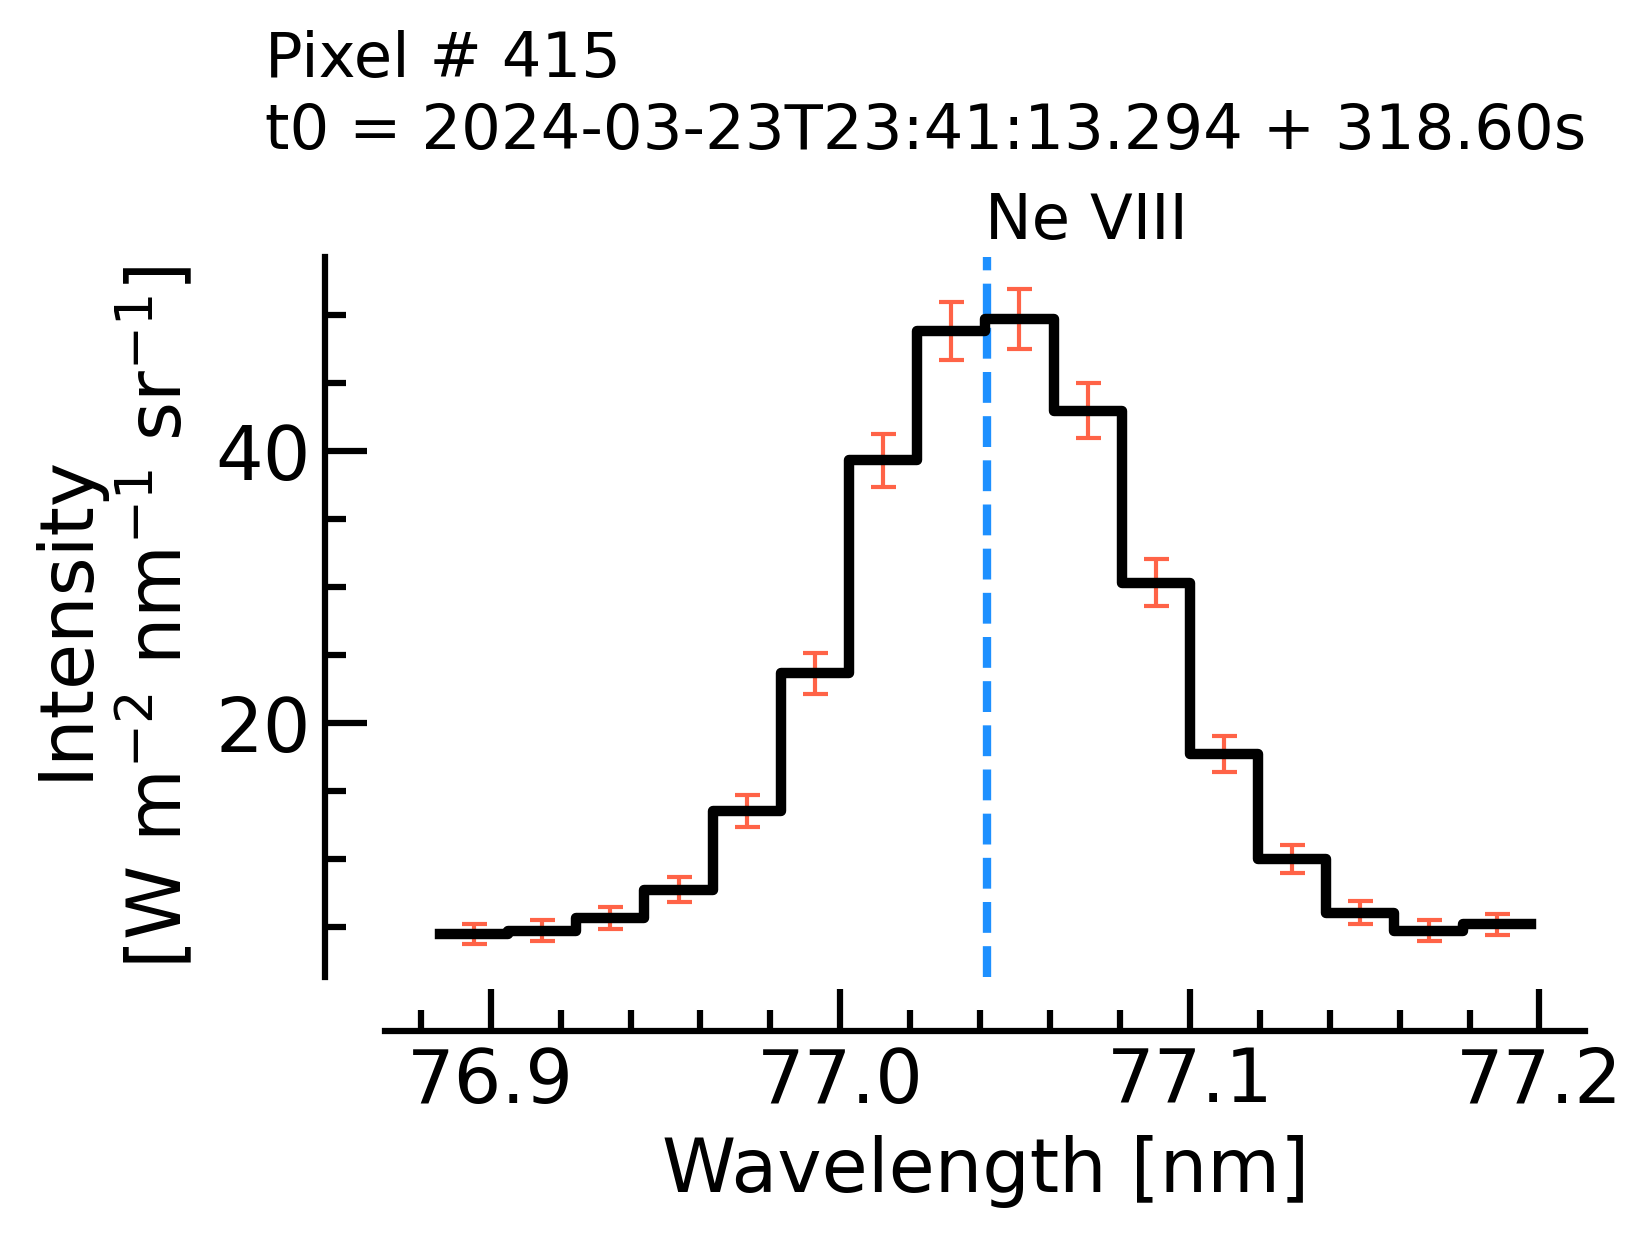 Pixel # 415
t0 = 2024-03-23T23:41:13.294 + 318.60s
Ne VIII
Intensity
[W m⁻² nm⁻¹ sr⁻¹]
40
20
76.9 77.0 77.1 77.2
Wavelength [nm]